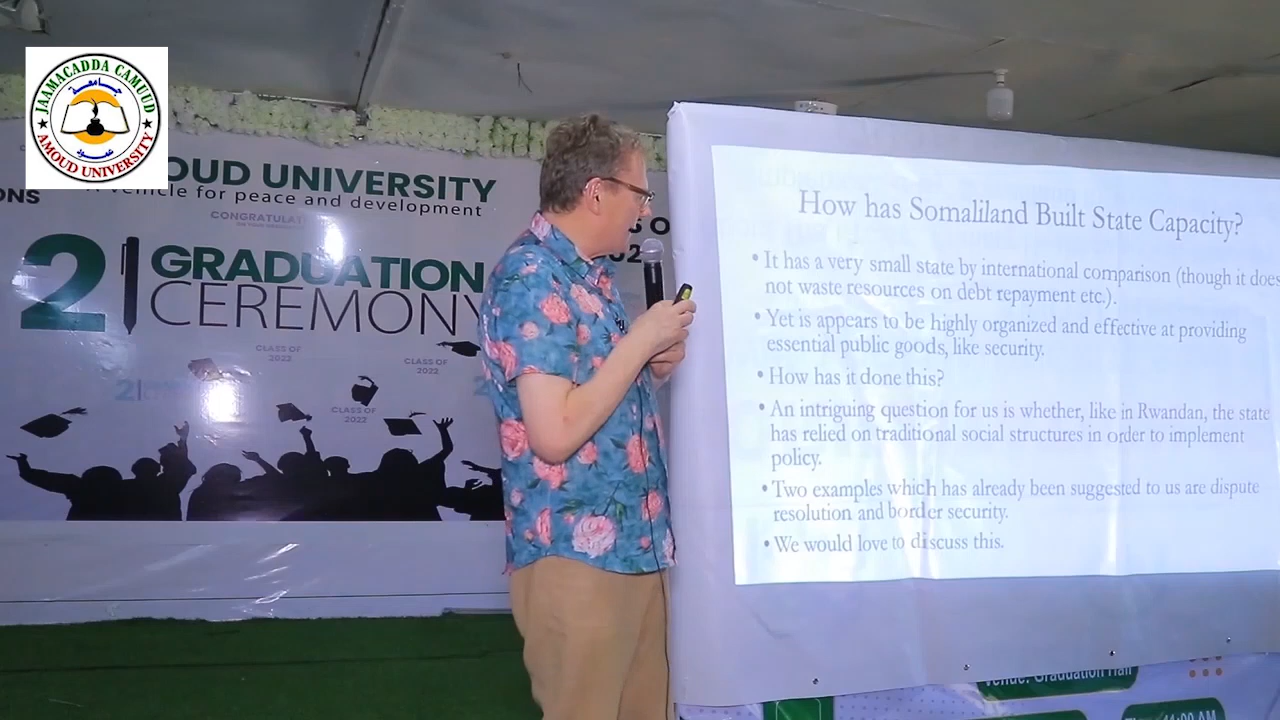 JAAMACADDA CAMUUD
جامعة
عمود
AMOUD UNIVERSITY
OUD UNIVERSITY
vehicle for peace and development
ONS
2
GRADUATION
CEREMONY
CLASS OF
2022
CLASS OF
2022
CLASS OF
2022
How has Somaliland Built State Capacity?
• It has a very small state by international comparison (though it does
not waste resources on debt repayment etc.).
• Yet is appears to be highly organized and effective at providing
essential public goods, like security.
• How has it done this?
• An intriguing question for us is whether, like in Rwandan, the state
has relied on traditional social structures in order to implement
policy.
• Two examples which has already been suggested to us are dispute
resolution and border security.
• We would love to discuss this.
Venue: Graduation Hall
11:00 AM